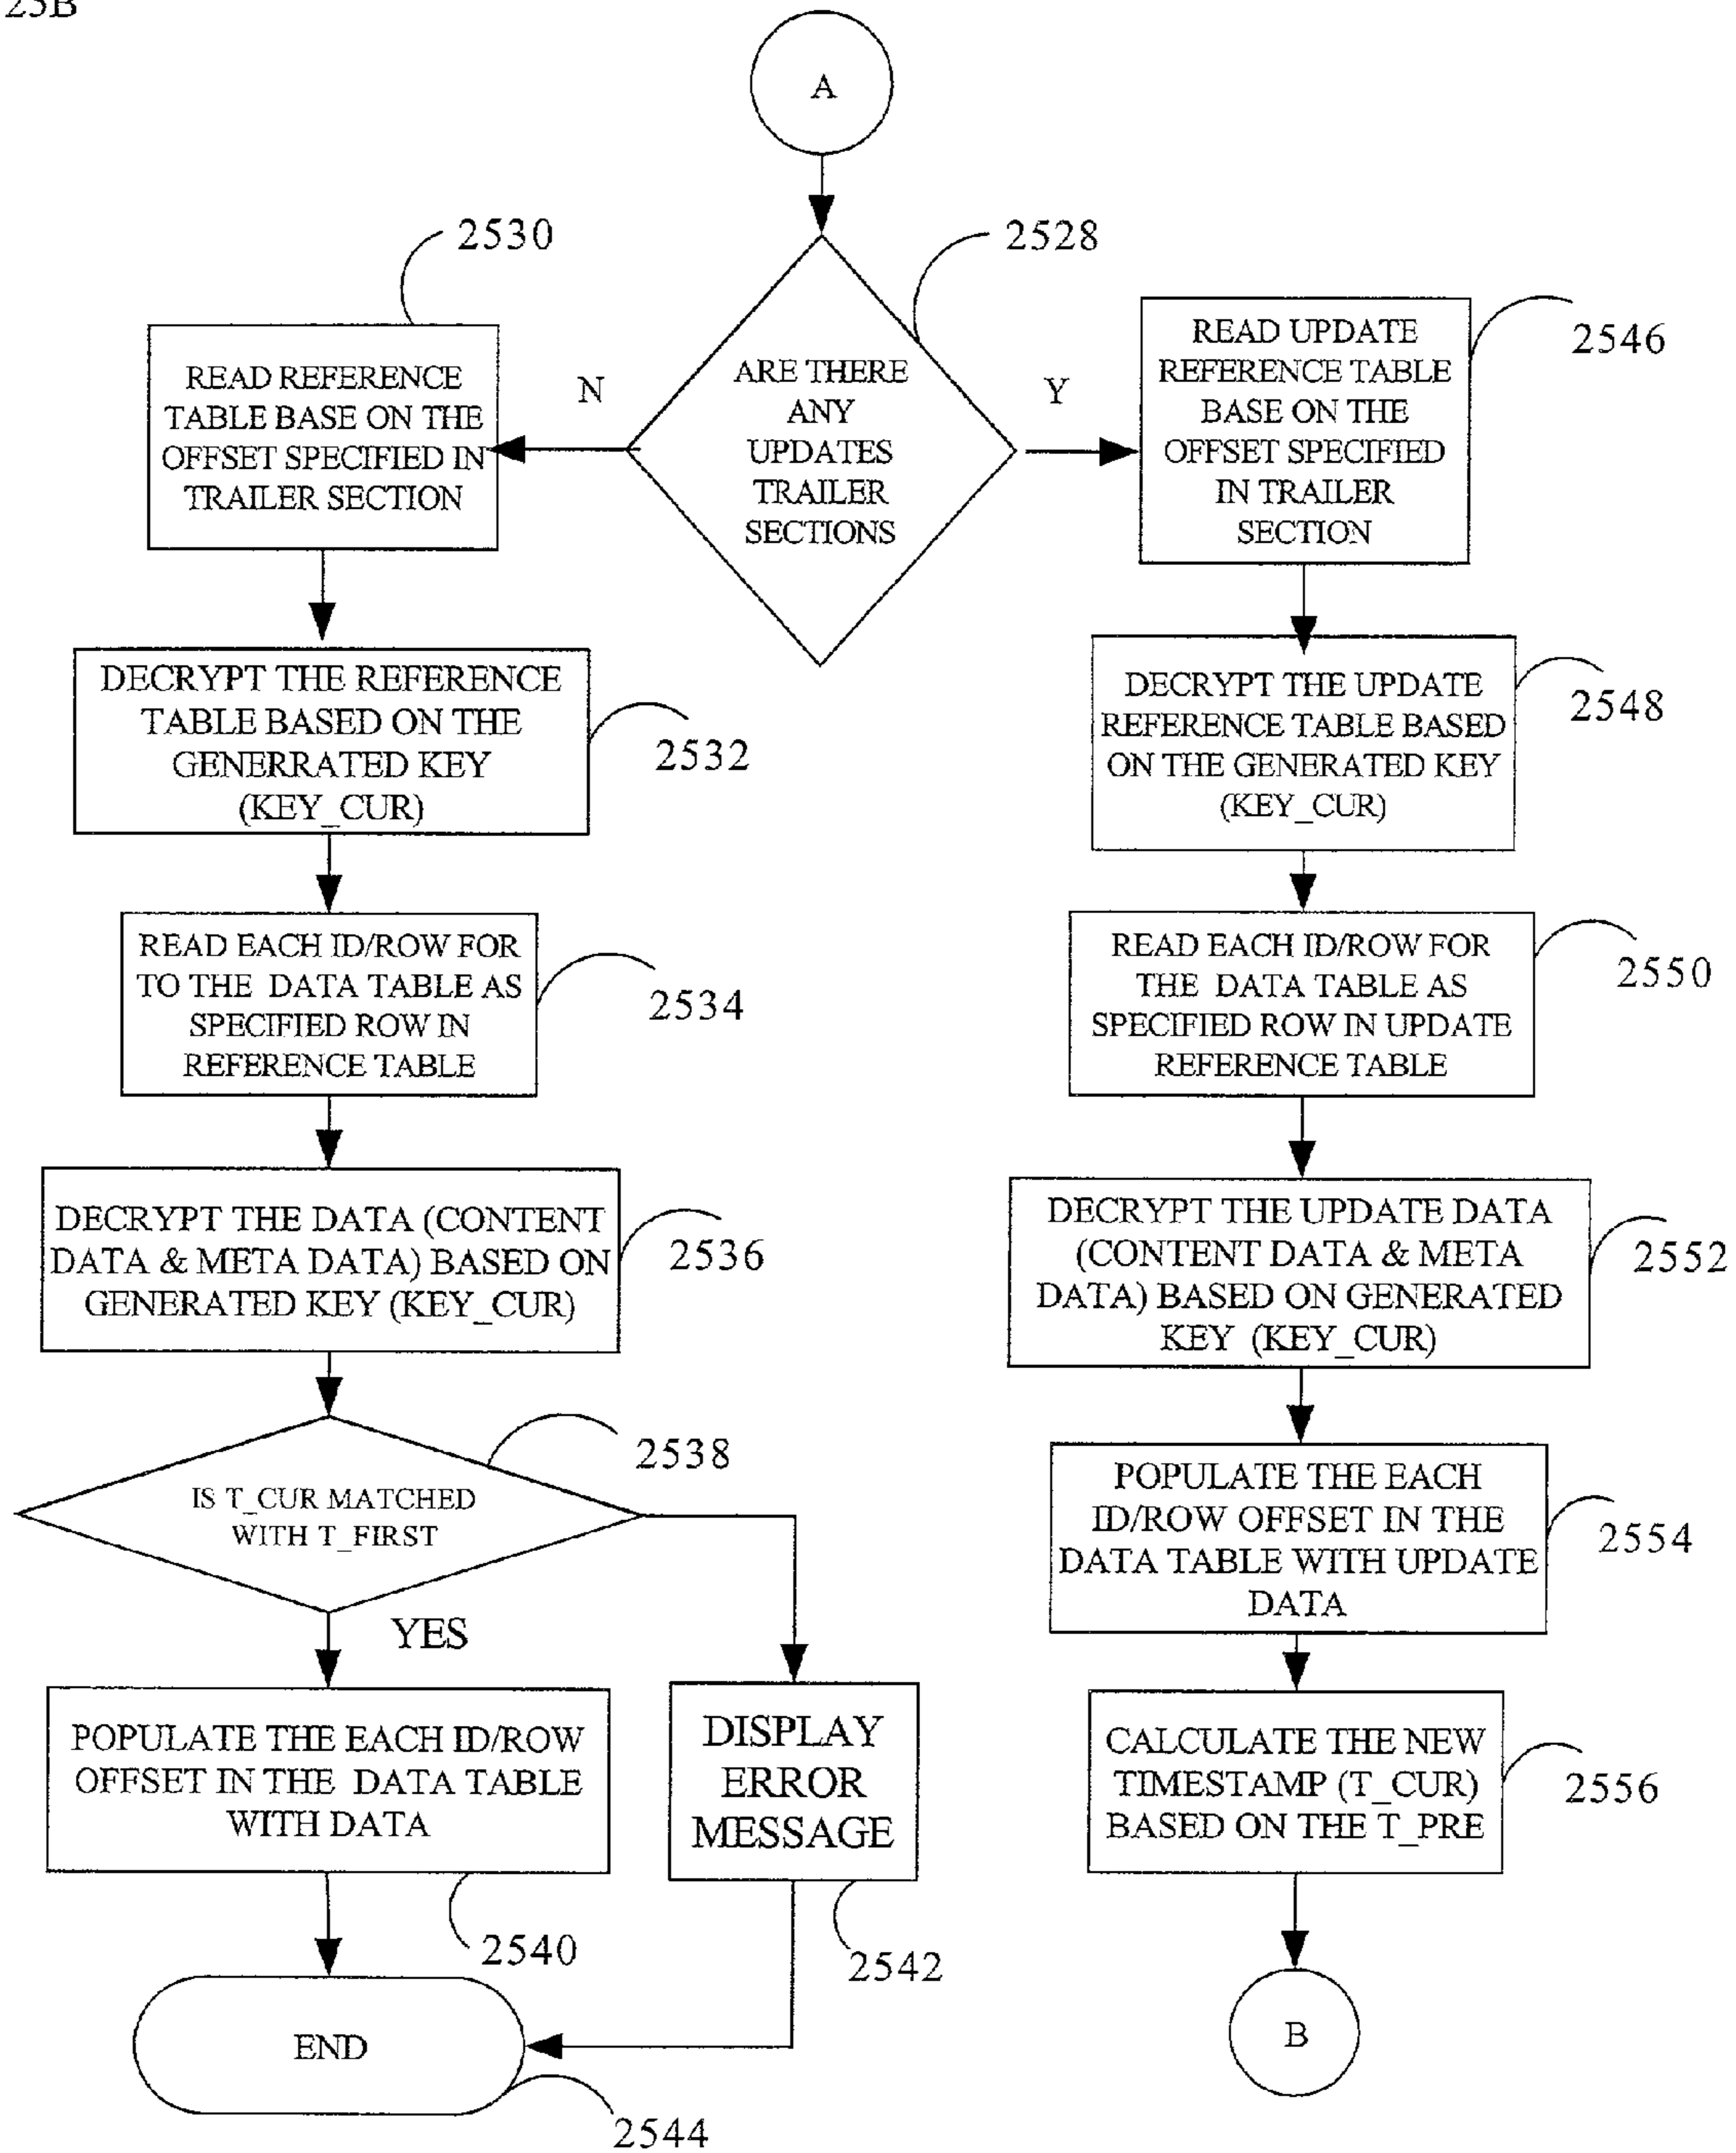 25B
A
2528
ARE THERE
ANY
UPDATES
TRAILER
SECTIONS
N
Y
2530
READ REFERENCE
TABLE BASE ON THE
OFFSET SPECIFIED IN
TRAILER SECTION
2532
DECRYPT THE REFERENCE
TABLE BASED ON THE
GENERRATED KEY
(KEY_CUR)
2534
READ EACH ID/ROW FOR
TO THE DATA TABLE AS
SPECIFIED ROW IN
REFERENCE TABLE
2536
DECRYPT THE DATA (CONTENT
DATA & META DATA) BASED ON
GENERATED KEY (KEY_CUR)
2538
IS T_CUR MATCHED
WITH T_FIRST
YES
POPULATE THE EACH ID/ROW
OFFSET IN THE DATA TABLE
WITH DATA
2540
DISPLAY
ERROR
MESSAGE
2542
END
2544
2546
READ UPDATE
REFERENCE TABLE
BASE ON THE
OFFSET SPECIFIED
IN TRAILER
SECTION
2548
DECRYPT THE UPDATE
REFERENCE TABLE BASED
ON THE GENERATED KEY
(KEY_CUR)
2550
READ EACH ID/ROW FOR
THE DATA TABLE AS
SPECIFIED ROW IN UPDATE
REFERENCE TABLE
2552
DECRYPT THE UPDATE DATA
(CONTENT DATA & META
DATA) BASED ON GENERATED
KEY (KEY_CUR)
2554
POPULATE THE EACH
ID/ROW OFFSET IN THE
DATA TABLE WITH UPDATE
DATA
2556
CALCULATE THE NEW
TIMESTAMP (T_CUR)
BASED ON THE T_PRE
B